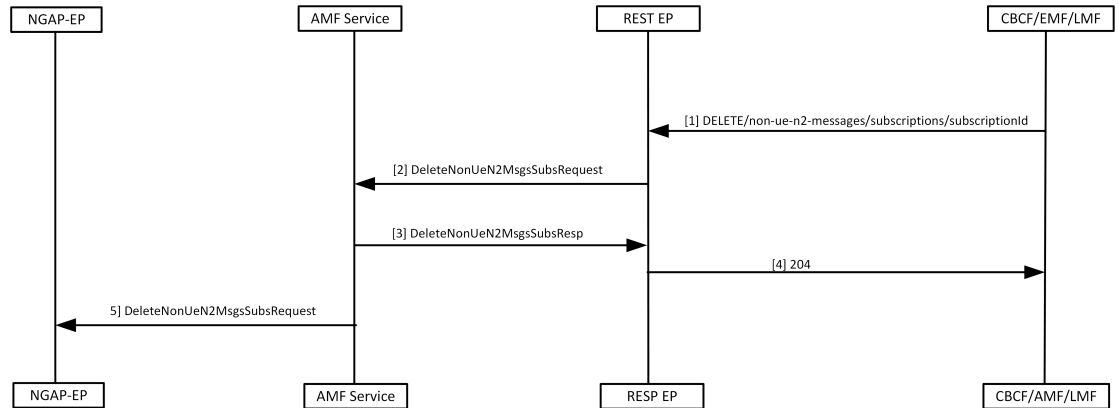 NGAP-EP
AMF Service
REST EP
CBCF/EMF/LMF
[1] DELETE/non-ue-n2-messages/subscriptions/subscriptionId
[2] DeleteNonUeN2MsgsSubsRequest
[3] DeleteNonUeN2MsgsSubsResp
[4] 204
5] DeleteNonUeN2MsgsSubsRequest
NGAP-EP
AMF Service
RESP EP
CBCF/AMF/LMF